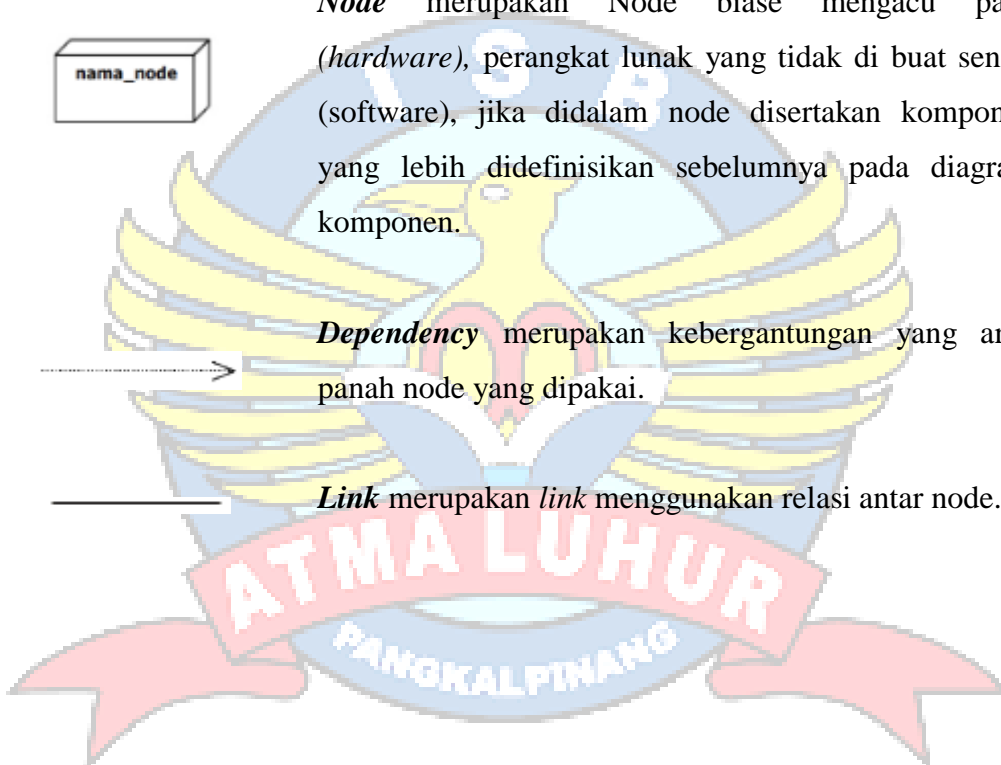 Node merupakan Node biase mengacu pa
nama_node
(hardware), perangkat lunak yang tidak di buat sen
(software), jika didalam node disertakan kompon
yang lebih didefinisikan sebelumnya pada diagra
komponen.
Dependency merupakan kebergantungan yang ar
panah node yang dipakai.
Link merupakan link menggunakan relasi antar node.
I S B
ATMA LUHUR
PANGKALPINANG